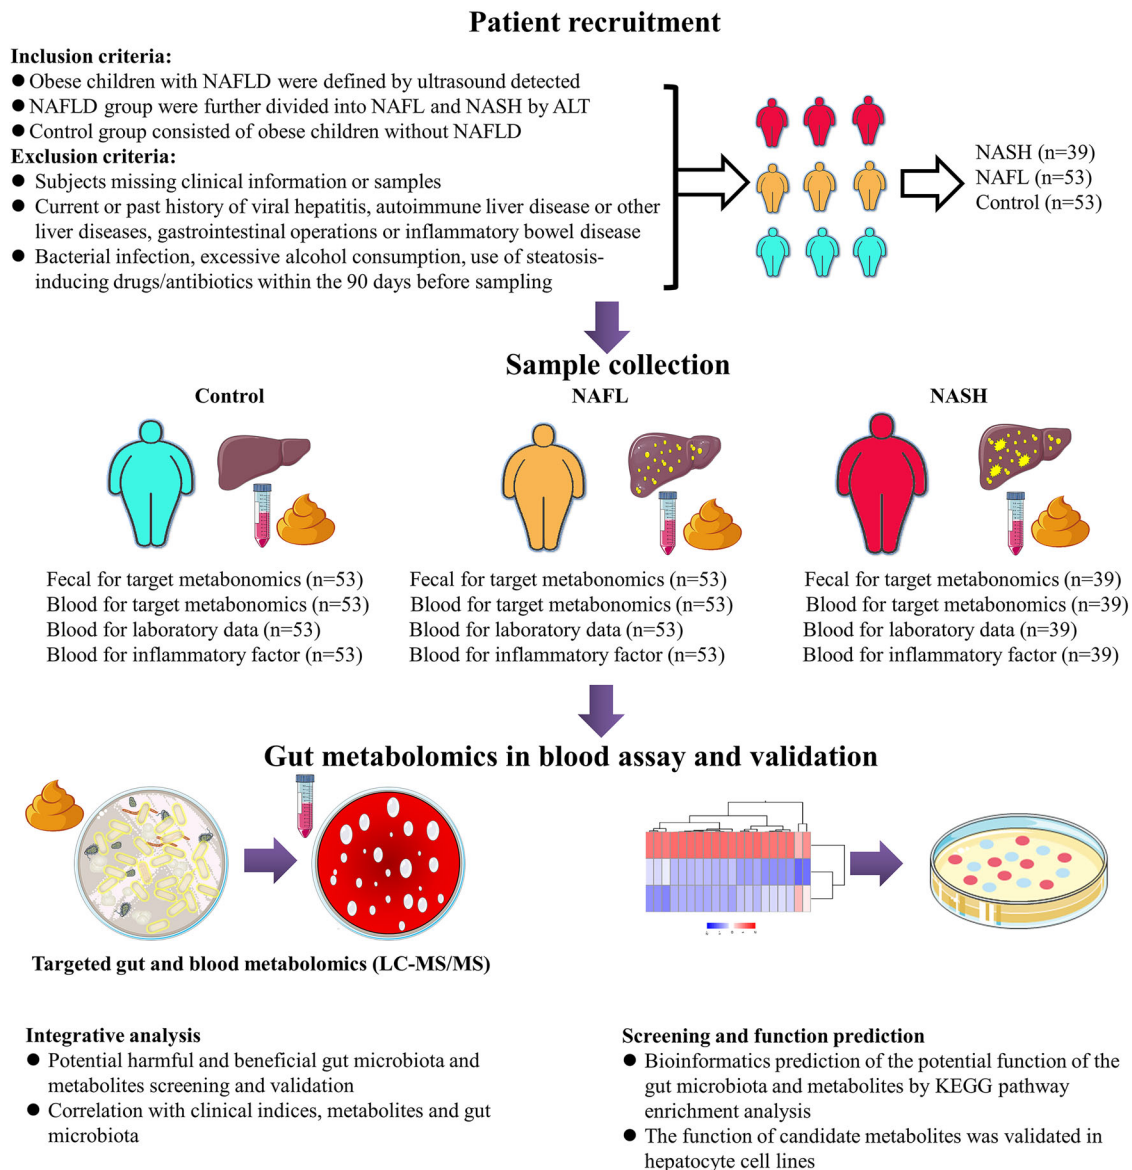 Patient recruitment
Inclusion criteria:
● Obese children with NAFLD were defined by ultrasound detected
● NAFLD group were further divided into NAFL and NASH by ALT
● Control group consisted of obese children without NAFLD
Exclusion criteria:
● Subjects missing clinical information or samples
● Current or past history of viral hepatitis, autoimmune liver disease or other
liver diseases, gastrointestinal operations or inflammatory bowel disease
● Bacterial infection, excessive alcohol consumption, use of steatosis-
inducing drugs/antibiotics within the 90 days before sampling
NASH (n=39)
NAFL (n=53)
Control (n=53)
Sample collection
Control
Fecal for target metabonomics (n=53)
Blood for target metabonomics (n=53)
Blood for laboratory data (n=53)
Blood for inflammatory factor (n=53)
NAFL
Fecal for target metabonomics (n=53)
Blood for target metabonomics (n=53)
Blood for laboratory data (n=53)
Blood for inflammatory factor (n=53)
NASH
Fecal for target metabonomics (n=39)
Blood for target metabonomics (n=39)
Blood for laboratory data (n=39)
Blood for inflammatory factor (n=39)
Gut metabolomics in blood assay and validation
Targeted gut and blood metabolomics (LC-MS/MS)
Integrative analysis
● Potential harmful and beneficial gut microbiota and
metabolites screening and validation
● Correlation with clinical indices, metabolites and gut
microbiota
Screening and function prediction
● Bioinformatics prediction of the potential function of the
gut microbiota and metabolites by KEGG pathway
enrichment analysis
● The function of candidate metabolites was validated in
hepatocyte cell lines